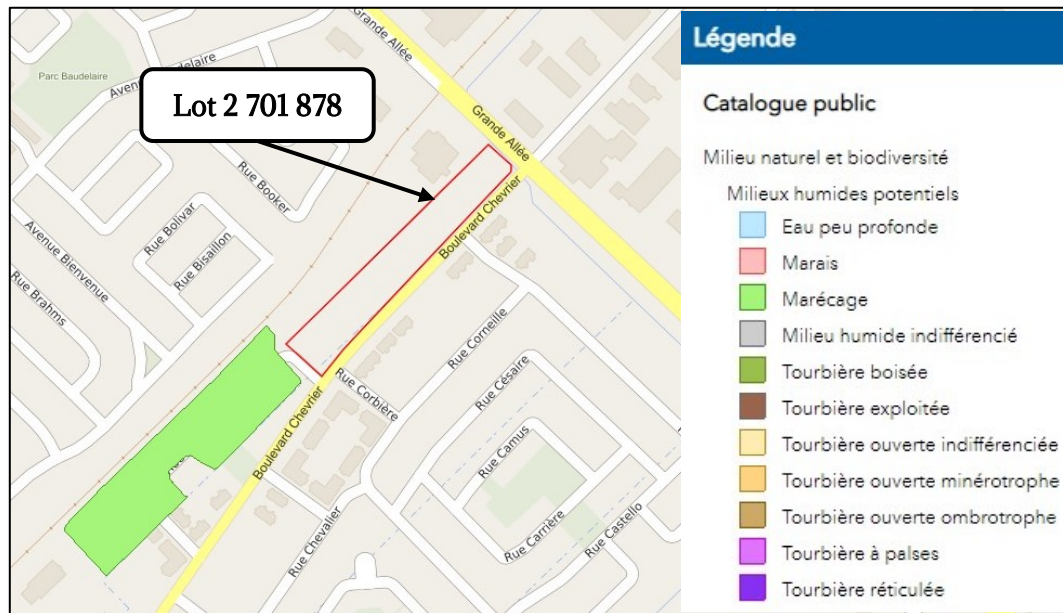 Grande Allée
Parc Baudelaire
Lot 2 701 878
Grande Allée
Rue Booker
Boulevard Chevrier
Rue Bolivar
Rue Bisaillon
Avenue Bienvenue
Rue Brahms
Rue Corneille
Rue Césaire
Rue Corbière
Boulevard Chevrier
Rue Camus
Rue Chevalier
Rue Carrière
Rue Castello
Légende
Catalogue public
Milieu naturel et biodiversité
Milieux humides potentiels
Eau peu profonde
Marais
Marécage
Milieu humide indifférencié
Tourbière boisée
Tourbière exploitée
Tourbière ouverte indifférenciée
Tourbière ouverte minérotrophe
Tourbière ouverte ombrotrophe
Tourbière à palses
Tourbière réticulée